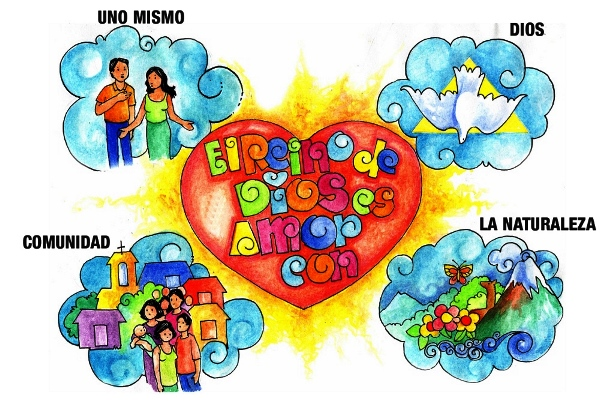 UNO MISMO
DIOS
El Reino de
Dios es
Amor
con
COMUNIDAD
LA NATURALEZA